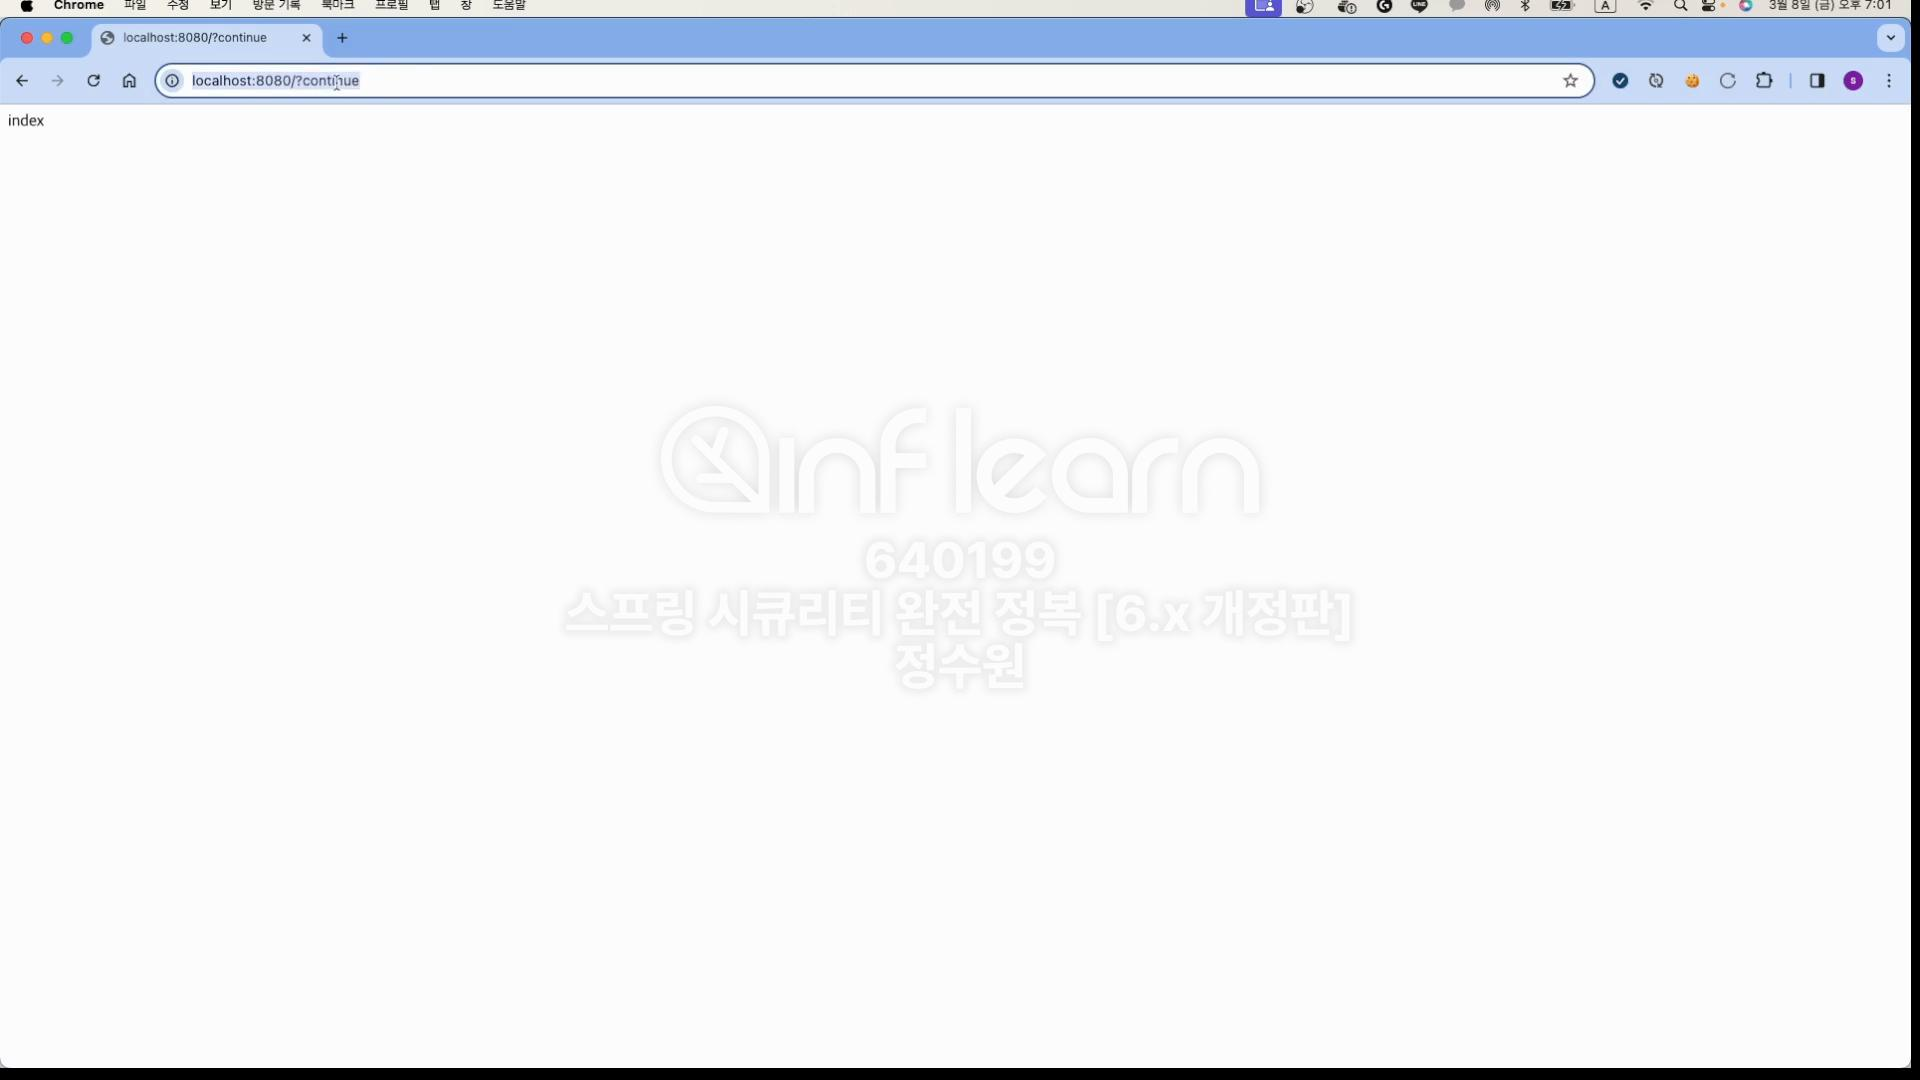 Chrome 파일 수정 보기 방문 기록 북마크 프로필 탭 창 도움말 LINE A 3월 8일 (금) 오후 7:01
localhost:8080/?continue
localhost:8080/?continue S
index
inflearn
640199
스프링 시큐리티 완전 정복 [6.x 개정판]
정수원